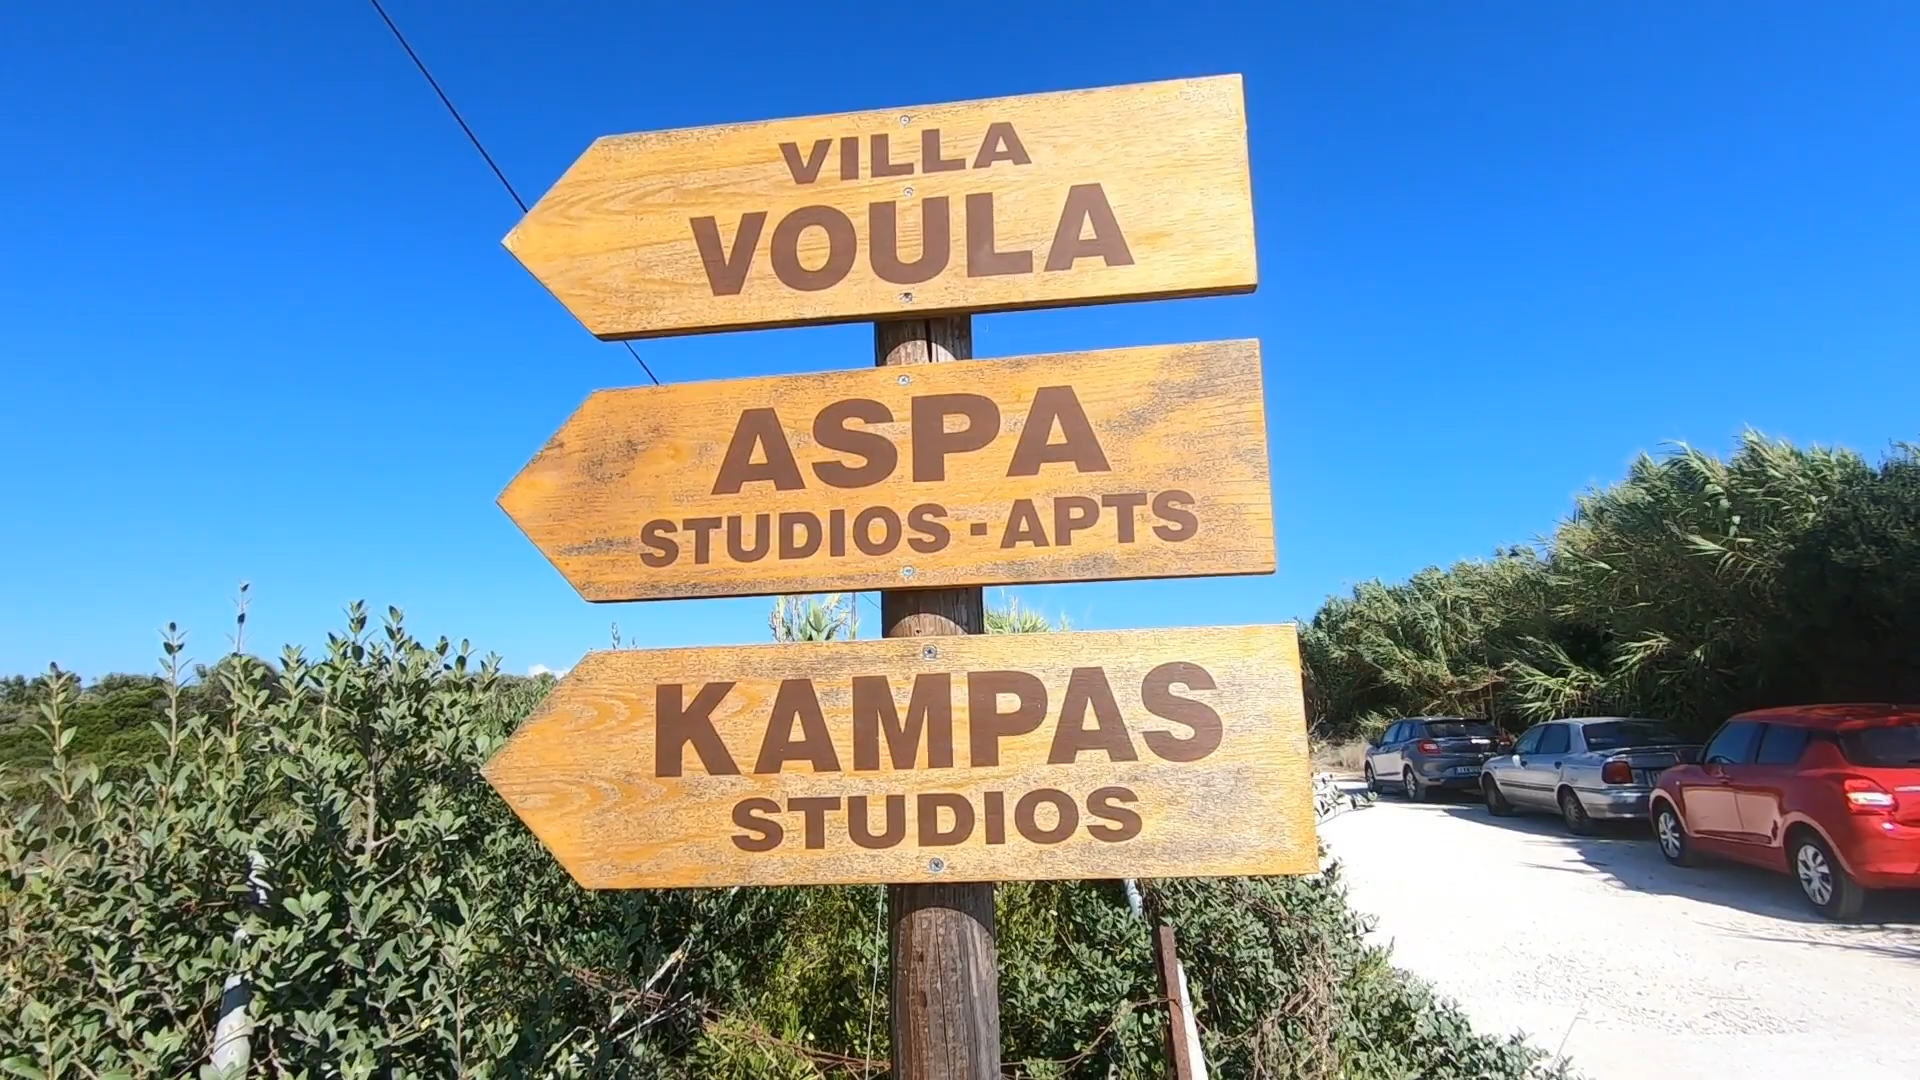 VILLA
VOULA
ASPA
STUDIOS - APTS
KAMPAS
STUDIOS